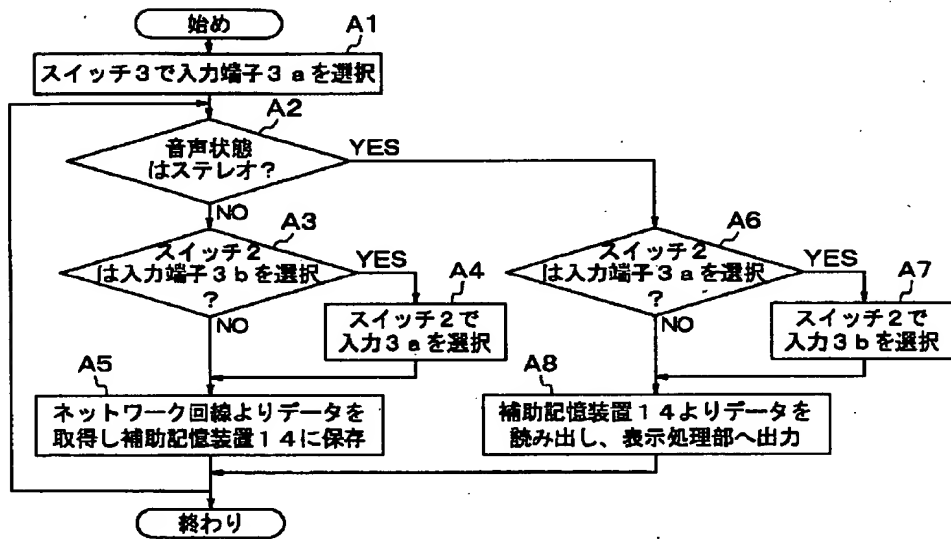 始め
A1
スイッチ3で入力端子3aを選択
A2
音声状態
はステレオ?
YES
NO
A3
スイッチ2
は入力端子3bを選択
?
YES
NO
A4
スイッチ2で
入力3aを選択
A5
ネットワーク回線よりデータを
取得し補助記憶装置14に保存
A6
スイッチ2
は入力端子3aを選択
?
YES
NO
A7
スイッチ2で
入力3bを選択
A8
補助記憶装置14よりデータを
読み出し、表示処理部へ出力
終わり